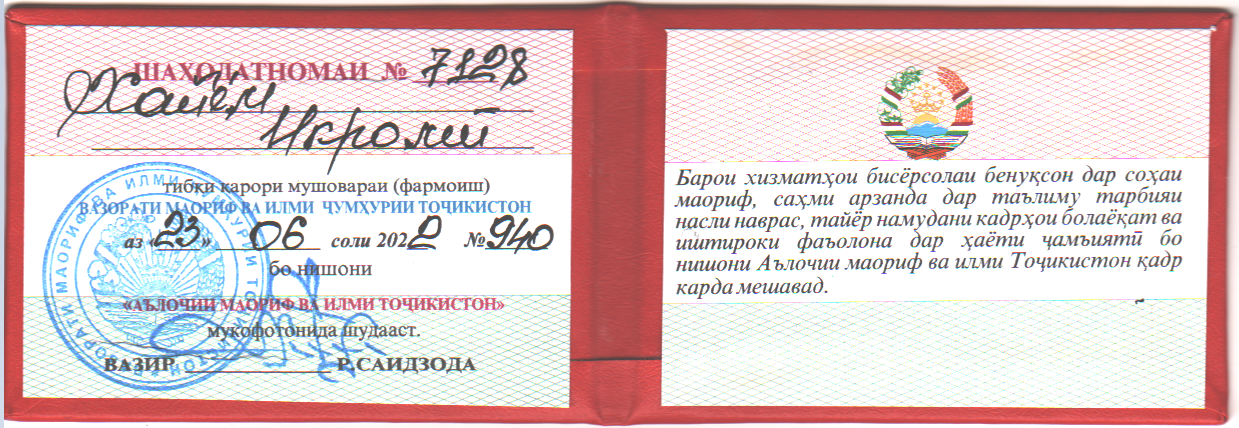 ШАҲОДАТНОМАИ № 7128
Хайём
Икромӣ
тибқи қарори мушовараи (фармоиш)
ВАЗОРАТИ МАОРИФ ВА ИЛМИ ҶУМҲУРИИ ТОҶИКИСТОН
аз «23» 06 соли 2022 № 940
бо нишони
«АЪЛОЧИИ МАОРИФ ВА ИЛМИ ТОҶИКИСТОН»
мукофотонида шудааст.
ВАЗИР Р.САИДЗОДА
Барои хизматҳои бисёрсолаи бенуқсон дар соҳаи
маориф, саҳми арзанда дар таълиму тарбияи
насли наврас, тайёр намудани кадрҳои болаёқат ва
иштироки фаъолона дар ҳаёти ҷамъиятӣ бо
нишони Аълочии маориф ва илми Тоҷикистон қадр
карда мешавад.